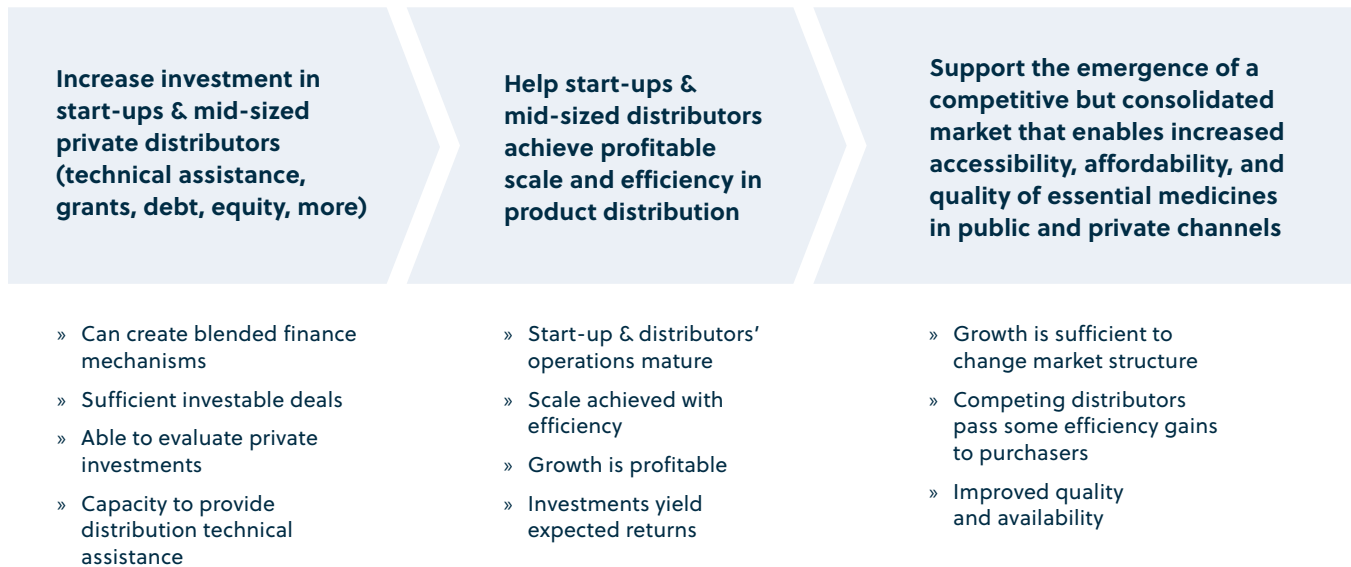 Increase investment in
start-ups & mid-sized
private distributors
(technical assistance,
grants, debt, equity, more)
Help start-ups &
mid-sized distributors
achieve profitable
scale and efficiency in
product distribution
Support the emergence of a
competitive but consolidated
market that enables increased
accessibility, affordability, and
quality of essential medicines
in public and private channels
» Can create blended finance
mechanisms
» Sufficient investable deals
» Able to evaluate private
investments
» Capacity to provide
distribution technical
assistance
» Start-up & distributors’
operations mature
» Scale achieved with
efficiency
» Growth is profitable
» Investments yield
expected returns
» Growth is sufficient to
change market structure
» Competing distributors
pass some efficiency gains
to purchasers
» Improved quality
and availability